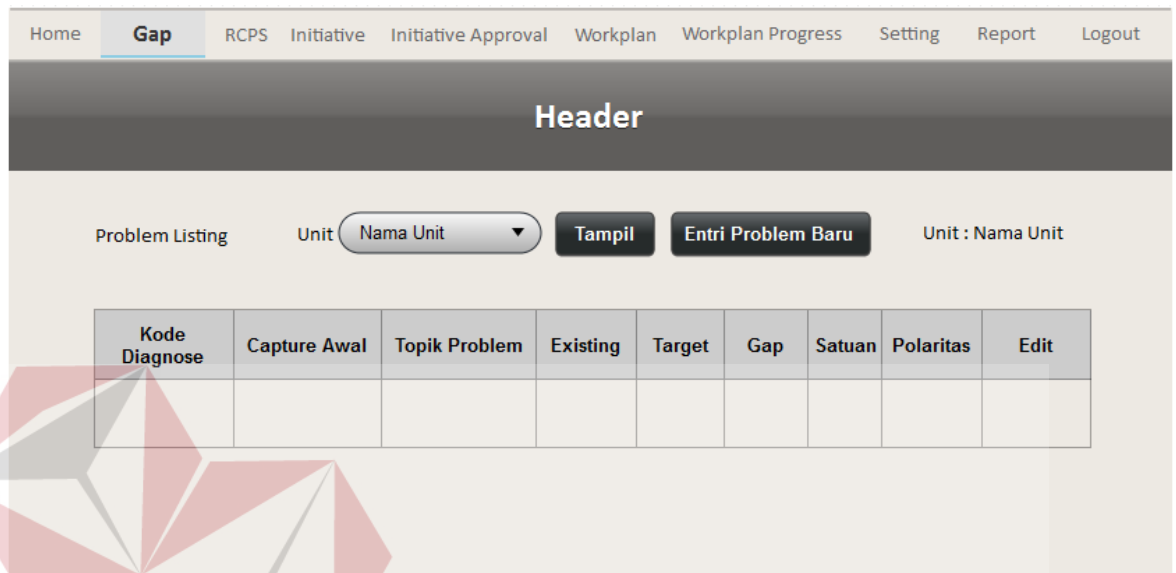 Home Gap RCPS Initiative Initiative Approval Workplan Workplan Progress Setting Report Logout
Header
Problem Listing Unit Nama Unit Tampil Entri Problem Baru Unit : Nama Unit
Kode Diagnose Capture Awal Topik Problem Existing Target Gap Satuan Polaritas Edit